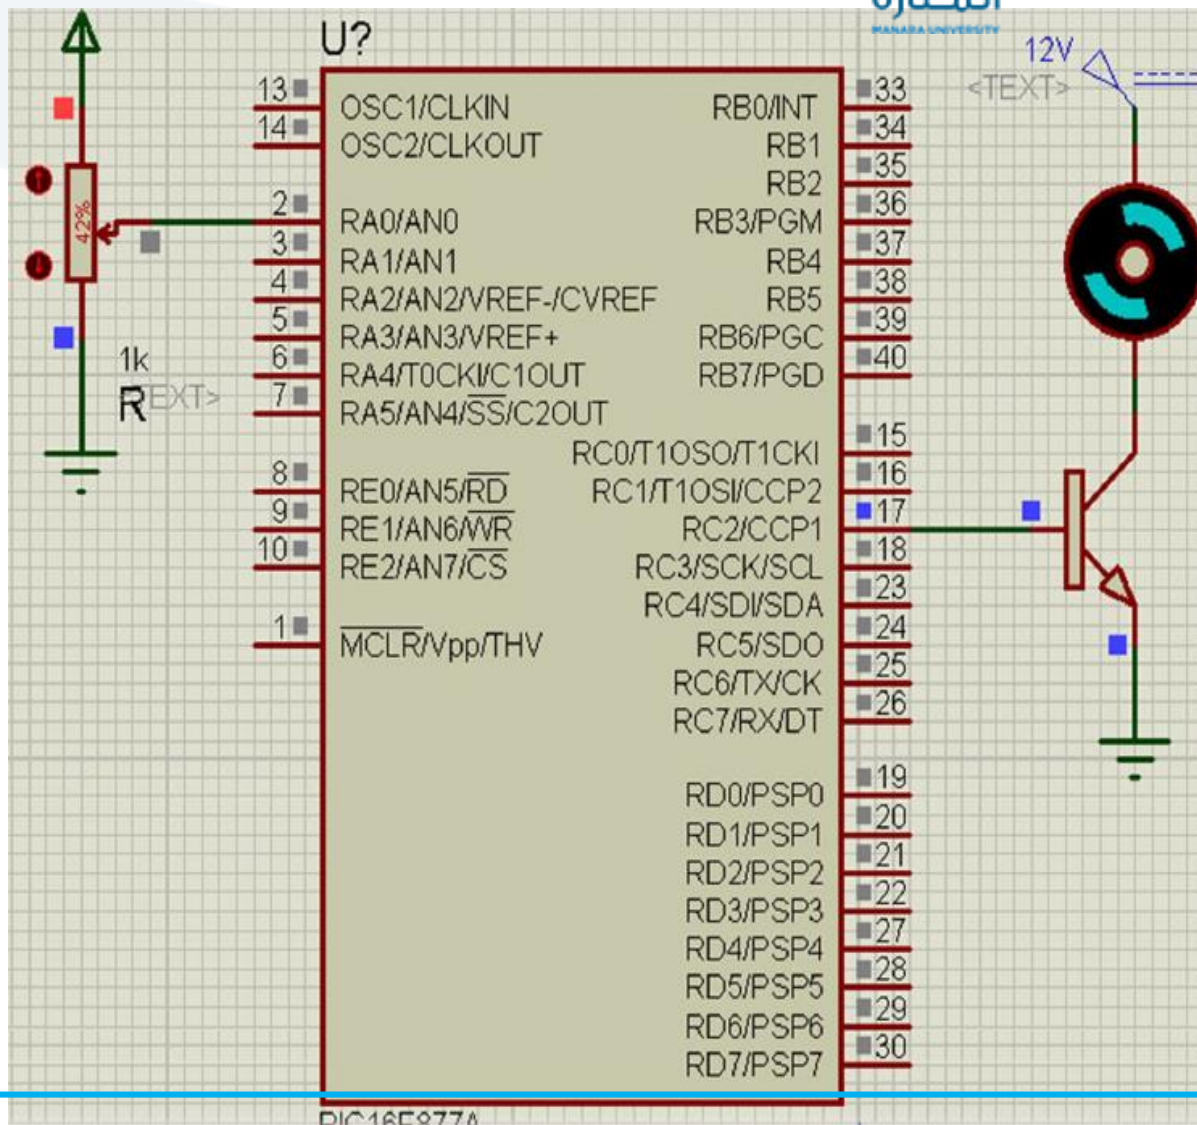 MANARA UNIVERSITY
U?
12V
<TEXT>
13 OSC1/CLKIN
14 OSC2/CLKOUT
2 RA0/AN0
3 RA1/AN1
4 RA2/AN2/VREF-/CVREF
5 RA3/AN3/VREF+
6 RA4/T0CKI/C1OUT
7 RA5/AN4/SS/C2OUT
8 RE0/AN5/RD
9 RE1/AN6/WR
10 RE2/AN7/CS
1 MCLR/Vpp/THV
42%
1k
R
RB0/INT 33
RB1 34
RB2 35
RB3/PGM 36
RB4 37
RB5 38
RB6/PGC 39
RB7/PGD 40
RC0/T1OSO/T1CKI 15
RC1/T1OSI/CCP2 16
RC2/CCP1 17
RC3/SCK/SCL 18
RC4/SDI/SDA 23
RC5/SDO 24
RC6/TX/CK 25
RC7/RX/DT 26
RD0/PSP0 19
RD1/PSP1 20
RD2/PSP2 21
RD3/PSP3 22
RD4/PSP4 27
RD5/PSP5 28
RD6/PSP6 29
RD7/PSP7 30
PIC16F877A